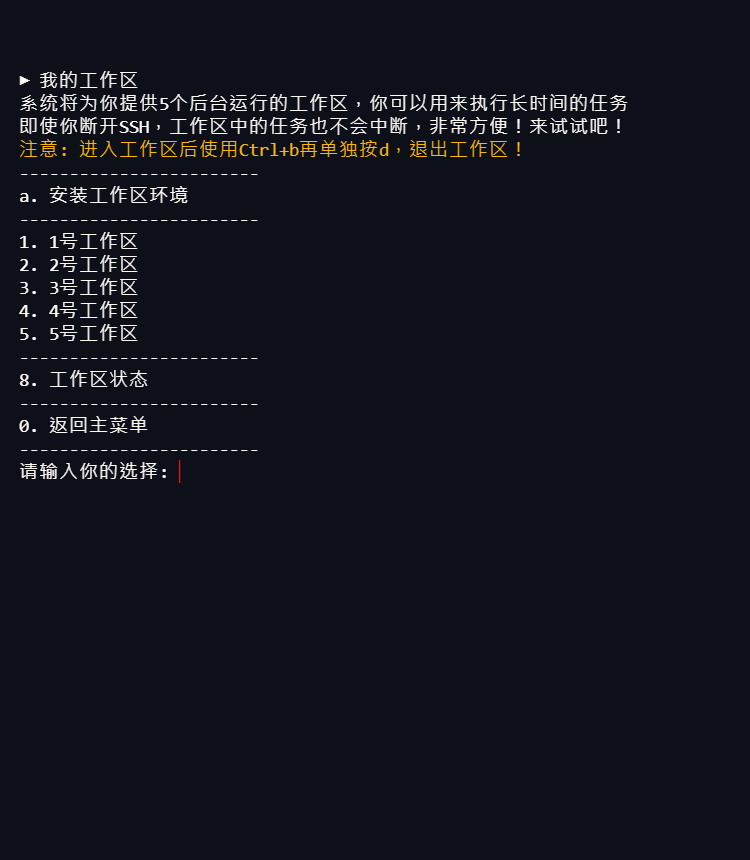 ► 我的工作区
系统将为你提供5个后台运行的工作区，你可以用来执行长时间的任务
即使你断开SSH，工作区中的任务也不会中断，非常方便！来试试吧！
注意: 进入工作区后使用Ctrl+b再单独按d，退出工作区！
------------------------
a. 安装工作区环境
------------------------
1. 1号工作区
2. 2号工作区
3. 3号工作区
4. 4号工作区
5. 5号工作区
------------------------
8. 工作区状态
------------------------
0. 返回主菜单
------------------------
请输入你的选择: